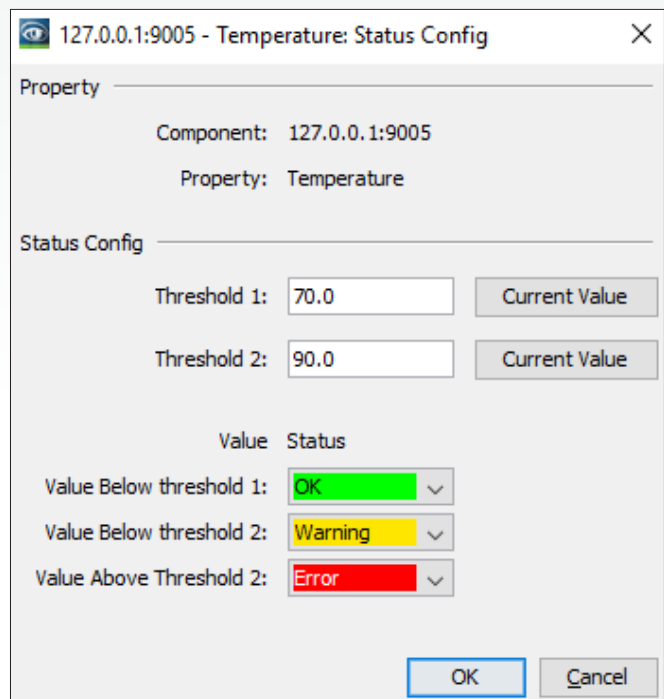 127.0.0.1:9005 - Temperature: Status Config
Property
Component: 127.0.0.1:9005
Property: Temperature
Status Config
Threshold 1: 70.0 Current Value
Threshold 2: 90.0 Current Value
Value Status
Value Below threshold 1: OK
Value Below threshold 2: Warning
Value Above Threshold 2: Error
OK Cancel